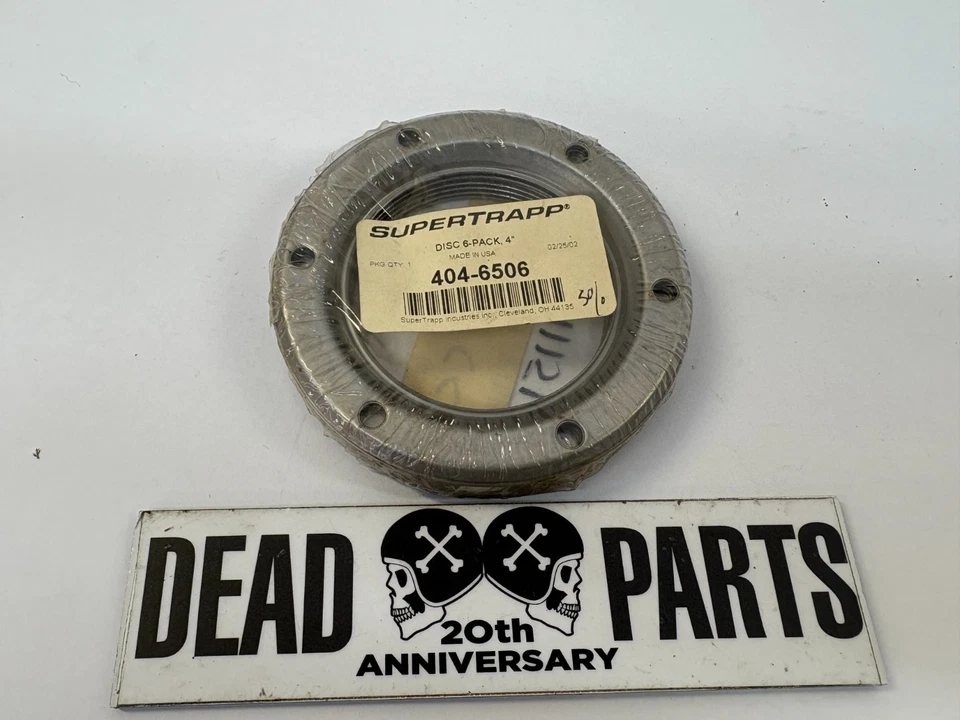 SUPERTRAPP®
DISC 6-PACK, 4"
02/25/02
MADE IN USA
PKG QTY: 1
404-6506
SuperTrapp Industries Inc., Cleveland, OH 44135
DEAD PARTS
20th
ANNIVERSARY